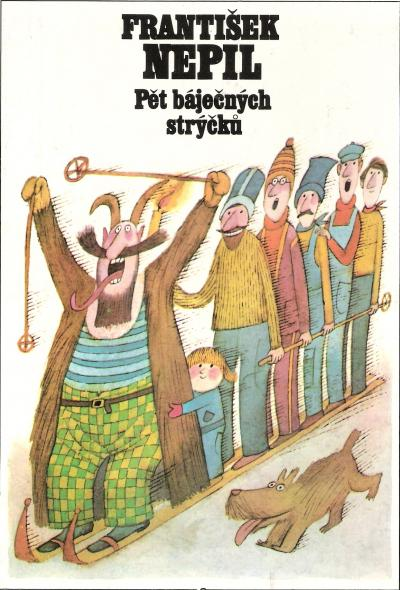 FRANTIŠEK
NEPIL
Pět báječných
strýčků